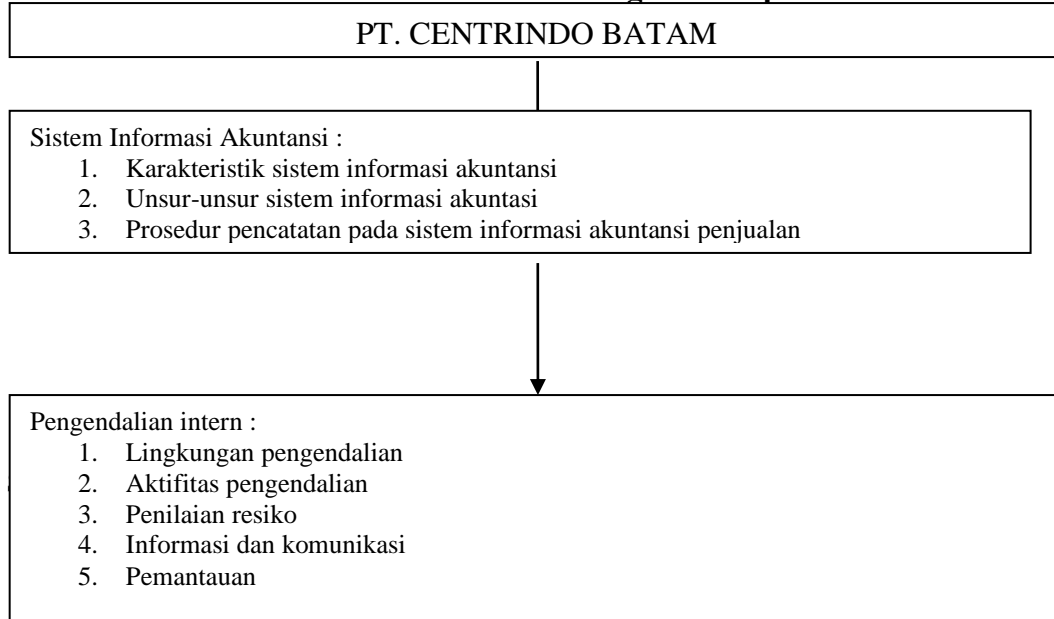 PT. CENTRINDO BATAM
Sistem Informasi Akuntansi :
1. Karakteristik sistem informasi akuntansi
2. Unsur-unsur sistem informasi akuntasi
3. Prosedur pencatatan pada sistem informasi akuntansi penjualan
Pengendalian intern :
1. Lingkungan pengendalian
2. Aktifitas pengendalian
3. Penilaian resiko
4. Informasi dan komunikasi
5. Pemantauan